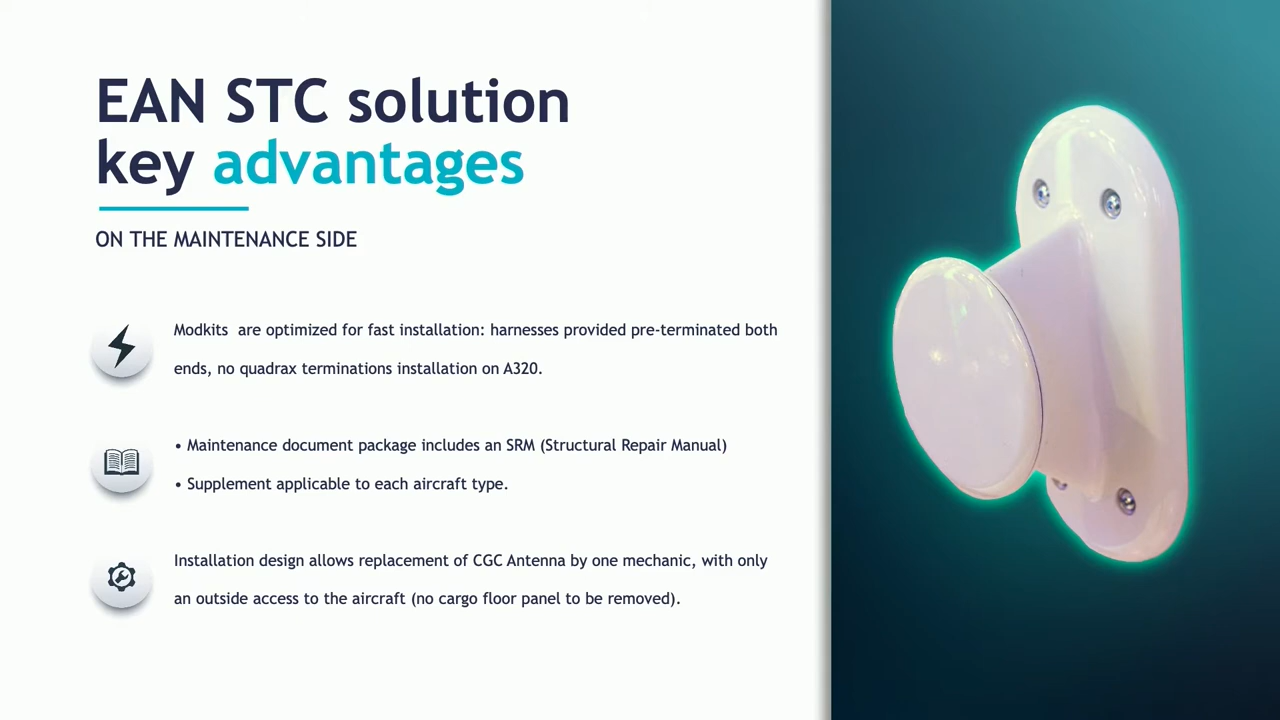 EAN STC solution
key advantages
ON THE MAINTENANCE SIDE
Modkits  are optimized for fast installation: harnesses provided pre-terminated both
ends, no quadrax terminations installation on A320.
• Maintenance document package includes an SRM (Structural Repair Manual)
• Supplement applicable to each aircraft type.
Installation design allows replacement of CGC Antenna by one mechanic, with only
an outside access to the aircraft (no cargo floor panel to be removed).